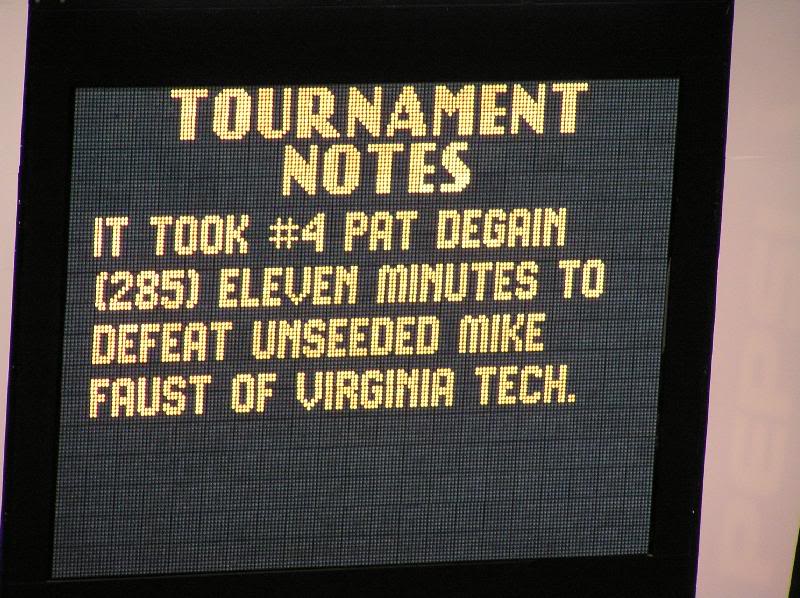 TOURNAMENT
NOTES
IT TOOK #4 PAT DEGAIN
(285) ELEVEN MINUTES TO
DEFEAT UNSEEDED MIKE
FAUST OF VIRGINIA TECH.